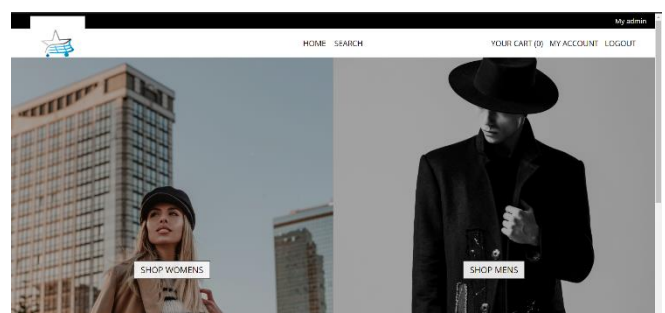 My admin
HOME SEARCH YOUR CART (0) MY ACCOUNT LOGOUT
SHOP WOMENS SHOP MENS